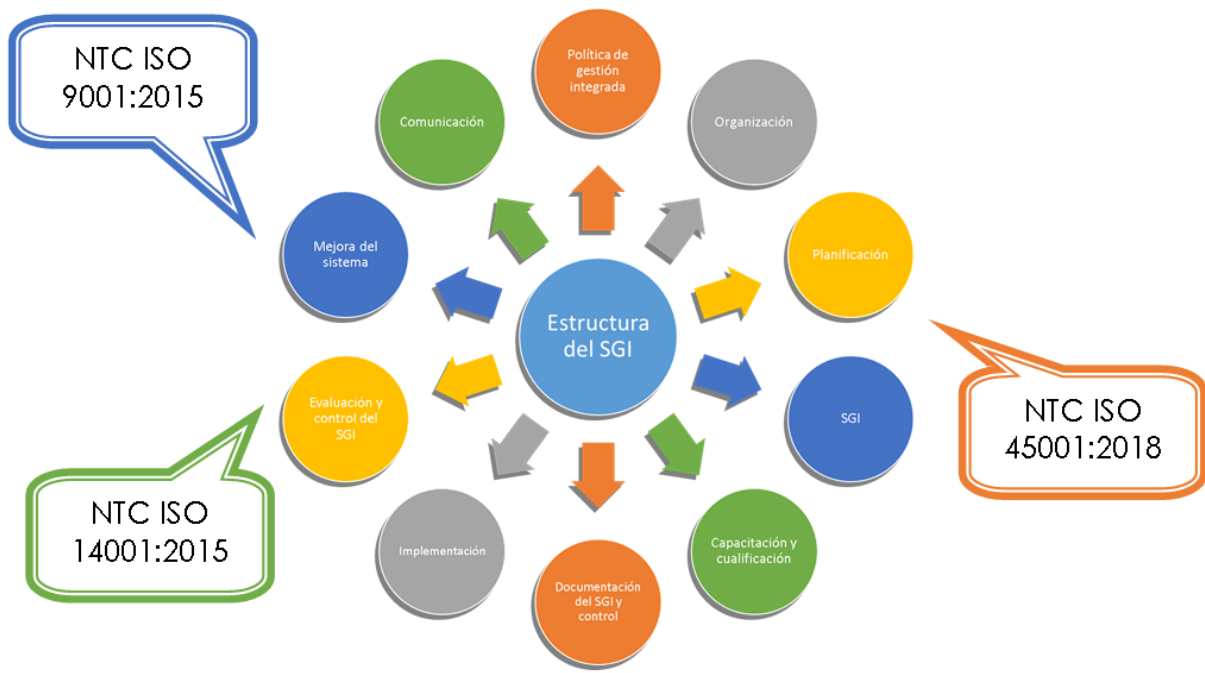 NTC ISO
9001:2015
Política de
gestión
integrada
Comunicación
Organización
Mejora del
sistema
Planificación
Estructura
del SGI
Evaluación y
control del
SGI
SGI
NTC ISO
45001:2018
NTC ISO
14001:2015
Implementación
Capacitación y
cualificación
Documentación
del SGI y
control